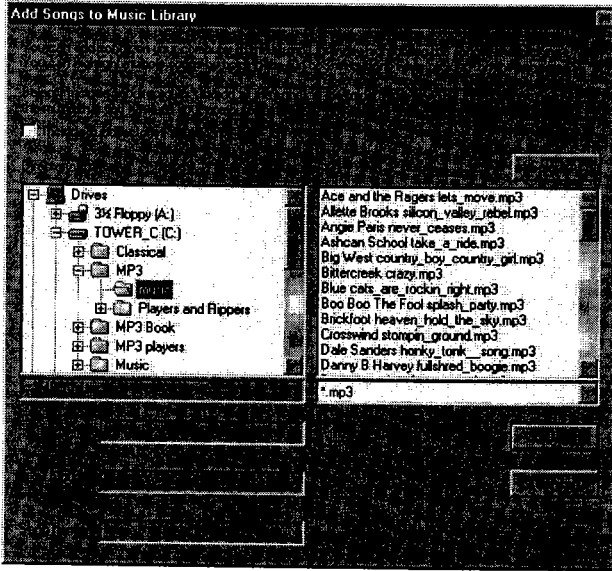 Add Songs to Music Library
Drives
3½ Floppy (A:)
TOWER_C (C:)
Classical
MP3
music
Players and Rippers
MP3 Book
MP3 players
Music
Ace and the Ragers lets_move.mp3
Allette Brooks silicon_valley_rebel.mp3
Angie Paris never_ceases.mp3
Ashcan School take_a_ride.mp3
Big West country_boy_country_girl.mp3
Bittercreek crazy.mp3
Blue cats_are_rockin_right.mp3
Boo Boo The Fool splash_party.mp3
Brickfoot heaven_hold_the_sky.mp3
Crosswind stompin_ground.mp3
Dale Sanders honky_tonk__song.mp3
Danny B Harvey fullshred_boogie.mp3
*.mp3